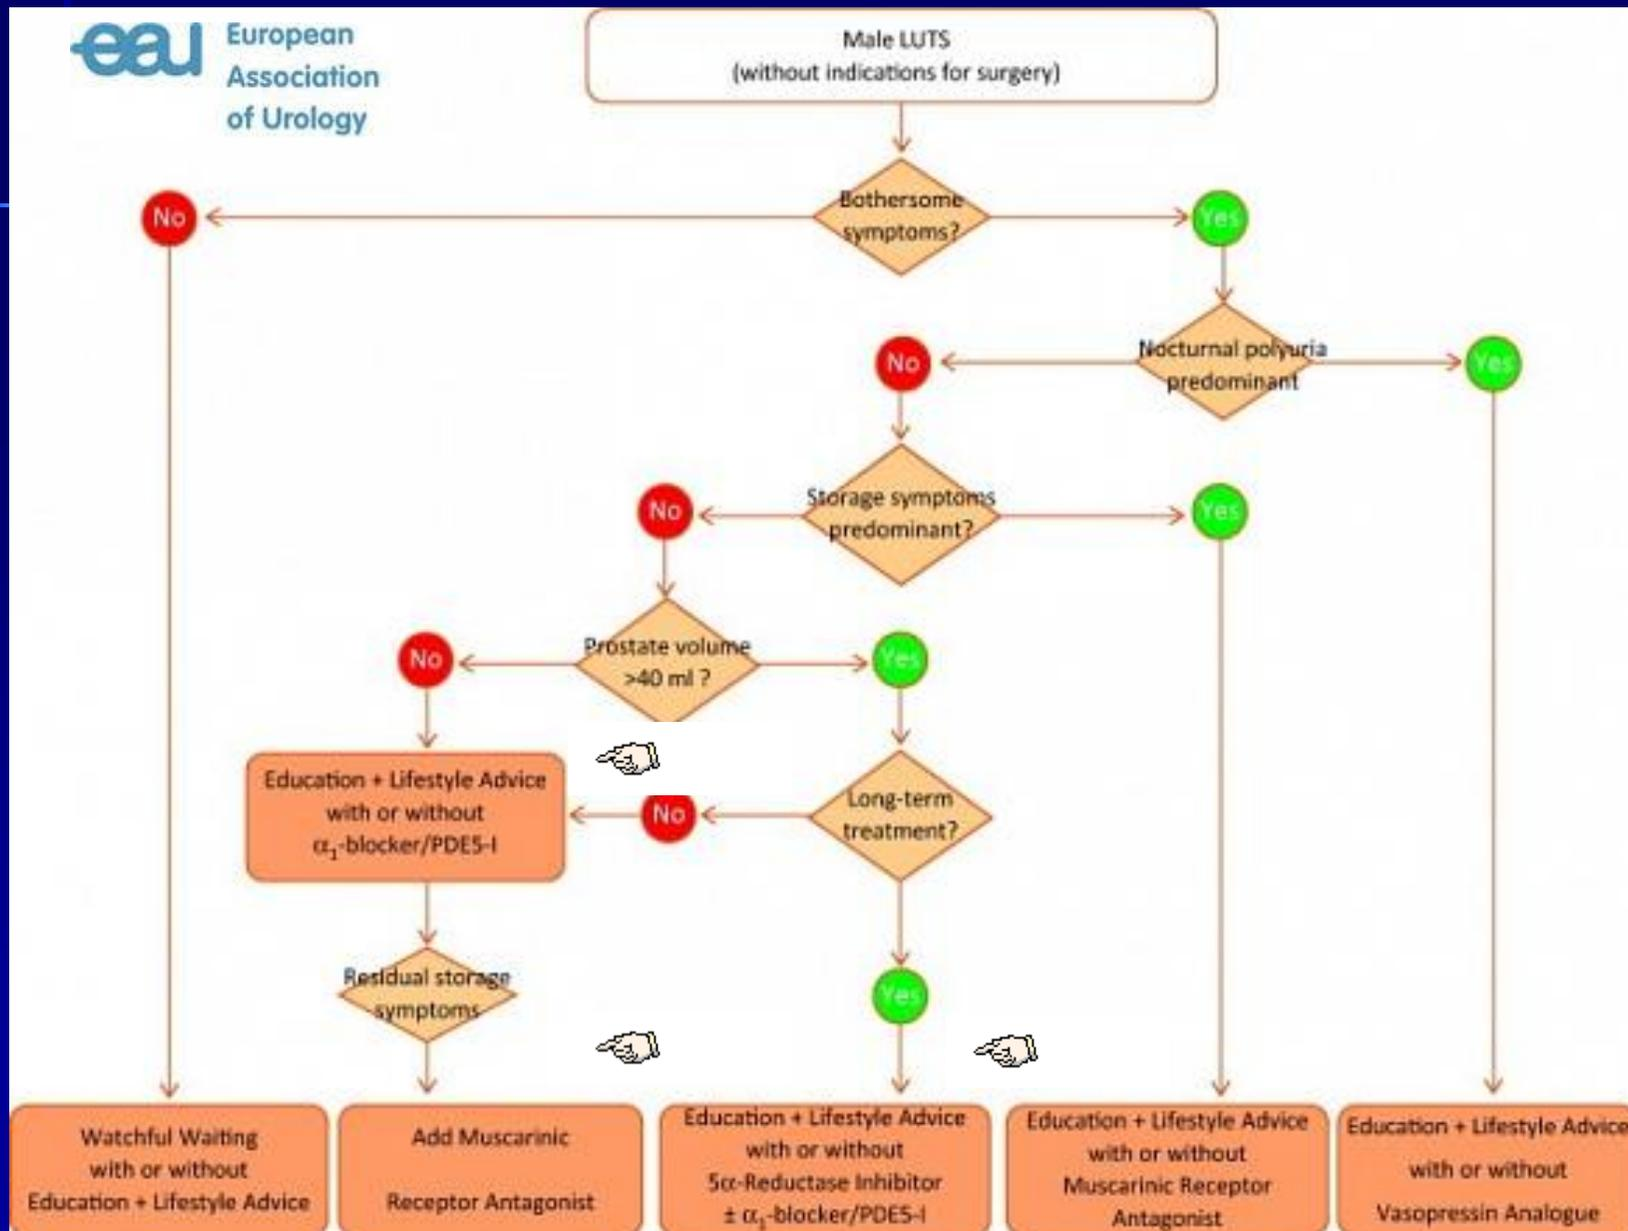 eau
European
Association
of Urology
Male LUTS
(without indications for surgery)
Bothersome
symptoms?
No
Yes
Nocturnal polyuria
predominant
No
Yes
Storage symptoms
predominant?
No
Yes
Prostate volume
>40 ml ?
No
Yes
Education + Lifestyle Advice
with or without
α₁-blocker/PDE5-I
No
Long-term
treatment?
Residual storage
symptoms
Yes
Watchful Waiting
with or without
Education + Lifestyle Advice
Add Muscarinic
Receptor Antagonist
Education + Lifestyle Advice
with or without
5α-Reductase Inhibitor
± α₁-blocker/PDE5-I
Education + Lifestyle Advice
with or without
Muscarinic Receptor
Antagonist
Education + Lifestyle Advice
with or without
Vasopressin Analogue